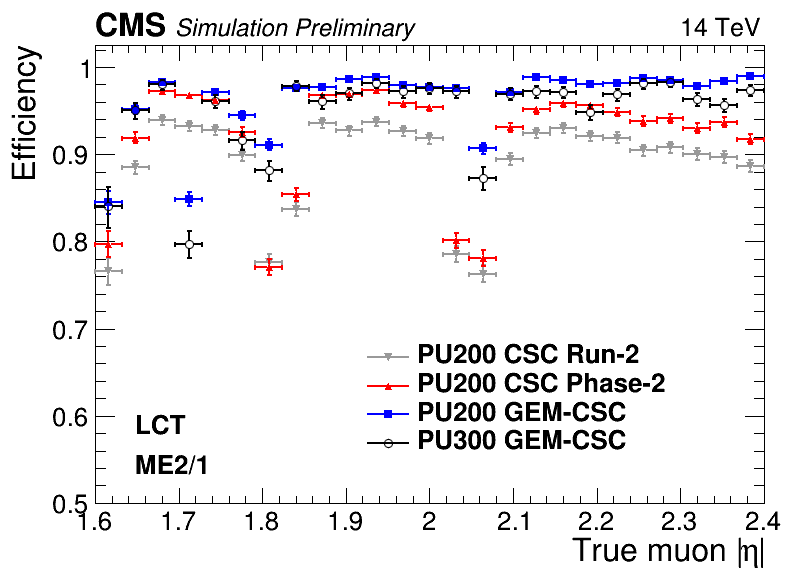 CMS Simulation Preliminary 14 TeV
Efficiency
1
0.9
0.8
0.7
0.6
0.5
PU200 CSC Run-2
PU200 CSC Phase-2
PU200 GEM-CSC
PU300 GEM-CSC
LCT
ME2/1
1.6 1.7 1.8 1.9 2 2.1 2.2 2.3 2.4
True muon |η|